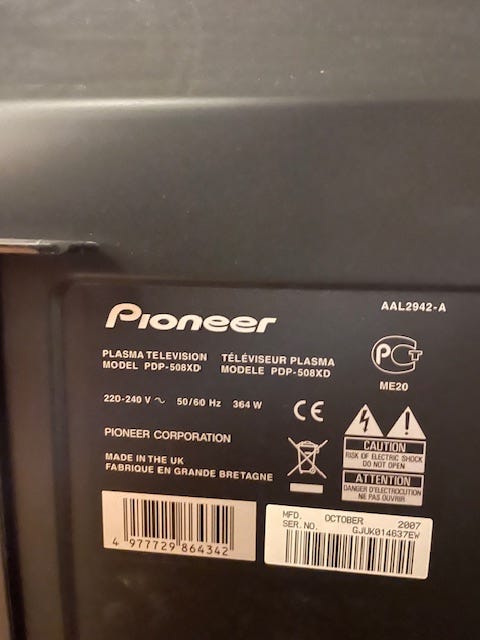 AAL2942-A
Pioneer
PLASMA TELEVISION TÉLÉVISEUR PLASMA
MODEL PDP-508XD MODELE PDP-508XD
PCT
ME20
220-240 V ~ 50/60 Hz 364 W
CE
PIONEER CORPORATION
MADE IN THE UK
FABRIQUE EN GRANDE BRETAGNE
CAUTION
RISK OF ELECTRIC SHOCK
DO NOT OPEN
ATTENTION
DANGER D'ELECTROCUTION
NE PAS OUVRIR
4 977729 864342
MFD. OCTOBER 2007
SER. NO. GJUK014637EW